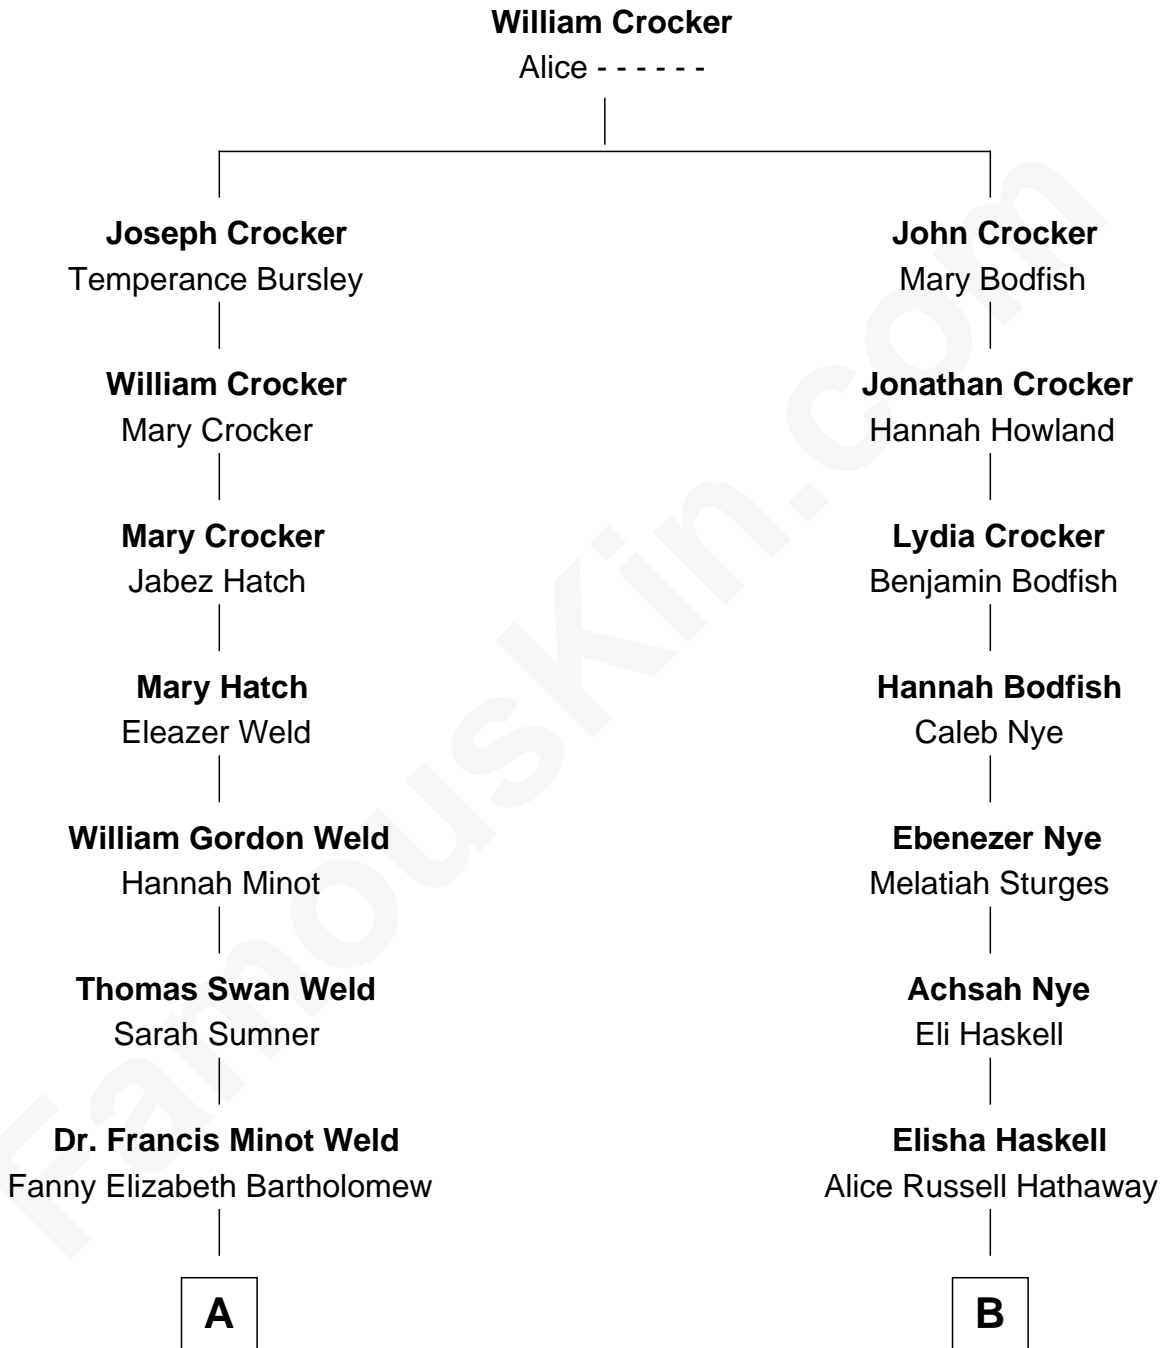 William Crocker
Alice - - - - - -
Joseph Crocker
Temperance Bursley
John Crocker
Mary Bodfish
William Crocker
Mary Crocker
Jonathan Crocker
Hannah Howland
Mary Crocker
Jabez Hatch
Lydia Crocker
Benjamin Bodfish
Mary Hatch
Eleazer Weld
Hannah Bodfish
Caleb Nye
William Gordon Weld
Hannah Minot
Ebenezer Nye
Melatiah Sturges
Thomas Swan Weld
Sarah Sumner
Achsah Nye
Eli Haskell
Dr. Francis Minot Weld
Fanny Elizabeth Bartholomew
Elisha Haskell
Alice Russell Hathaway
A
B
FamousKin.com